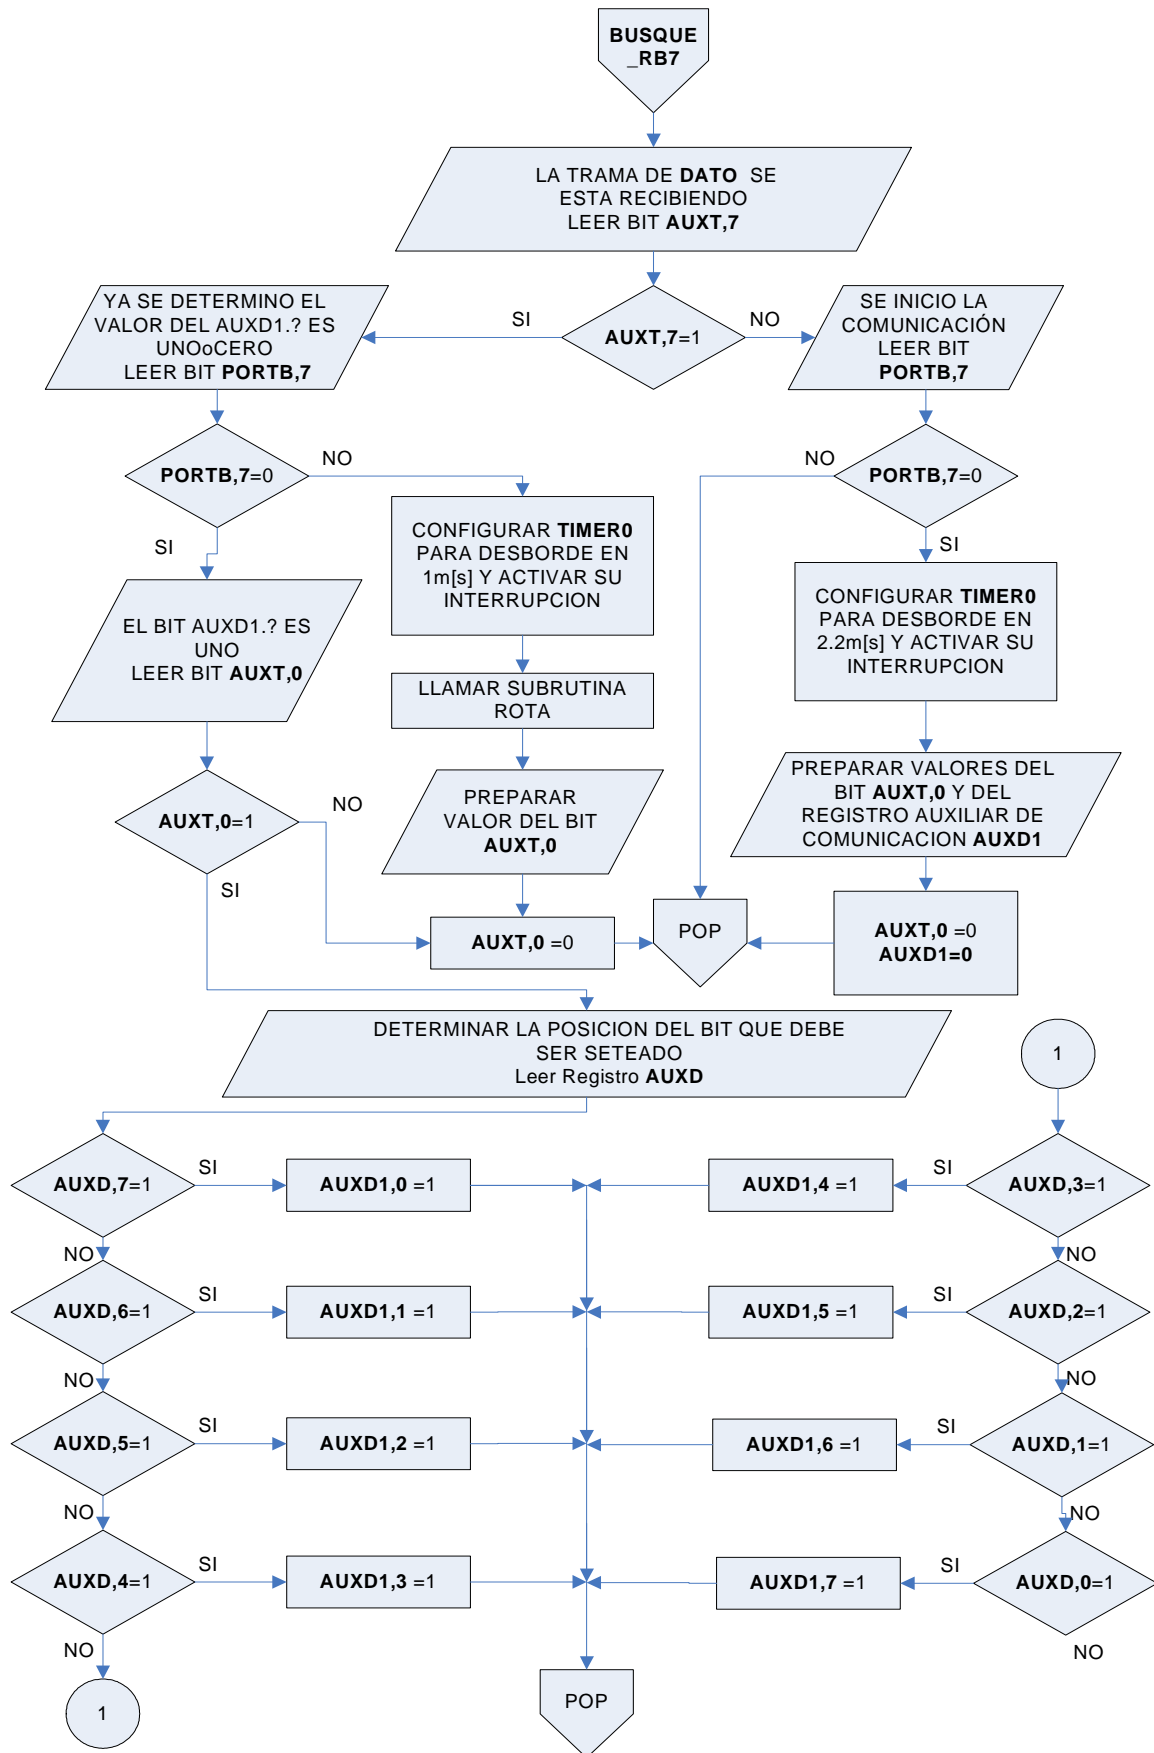 BUSQUE
_RB7
LA TRAMA DE DATO SE
ESTA RECIBIENDO
LEER BIT AUXT,7
YA SE DETERMINO EL
VALOR DEL AUXD1.? ES
UNOoCERO
LEER BIT PORTB,7
SI
AUXT,7=1
NO
SE INICIO LA
COMUNICACIÓN
LEER BIT
PORTB,7
PORTB,7=0
NO
SI
NO
PORTB,7=0
SI
CONFIGURAR TIMER0
PARA DESBORDE EN
1m[s] Y ACTIVAR SU
INTERRUPCION
CONFIGURAR TIMER0
PARA DESBORDE EN
2.2m[s] Y ACTIVAR SU
INTERRUPCION
EL BIT AUXD1.? ES
UNO
LEER BIT AUXT,0
LLAMAR SUBRUTINA
ROTA
AUXT,0=1
NO
SI
PREPARAR
VALOR DEL BIT
AUXT,0
PREPARAR VALORES DEL
BIT AUXT,0 Y DEL
REGISTRO AUXILIAR DE
COMUNICACION AUXD1
AUXT,0 =0
POP
AUXT,0 =0
AUXD1=0
DETERMINAR LA POSICION DEL BIT QUE DEBE
SER SETEADO
Leer Registro AUXD
1
AUXD,7=1
SI
AUXD1,0 =1
AUXD1,4 =1
SI
AUXD,3=1
NO
NO
AUXD,6=1
SI
AUXD1,1 =1
AUXD1,5 =1
SI
AUXD,2=1
NO
NO
AUXD,5=1
SI
AUXD1,2 =1
AUXD1,6 =1
SI
AUXD,1=1
NO
NO
AUXD,4=1
SI
AUXD1,3 =1
AUXD1,7 =1
SI
AUXD,0=1
NO
NO
1
POP